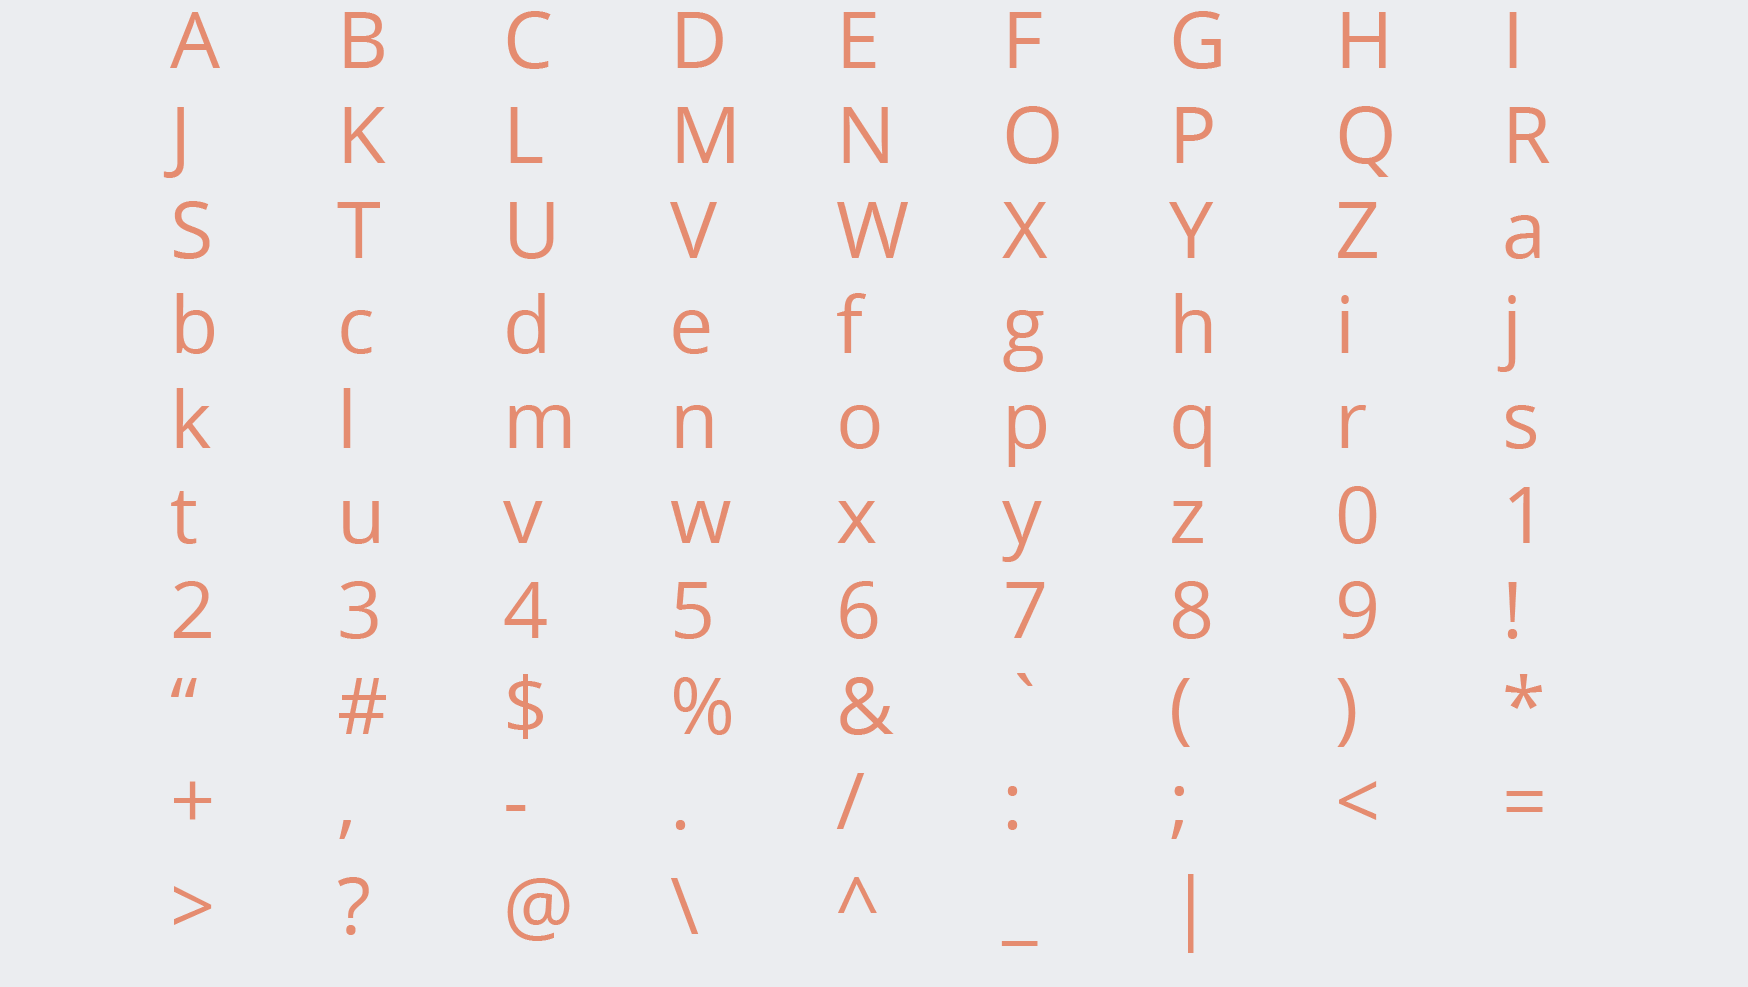 A B C D E F G H I
J K L M N O P Q R
S T U V W X Y Z a
b c d e f g h i j
k l m n o p q r s
t u v w x y z 0 1
2 3 4 5 6 7 8 9 !
“ # $ % & ` ( ) *
+ , - . / : ; < =
> ? @ \ ^ _ |